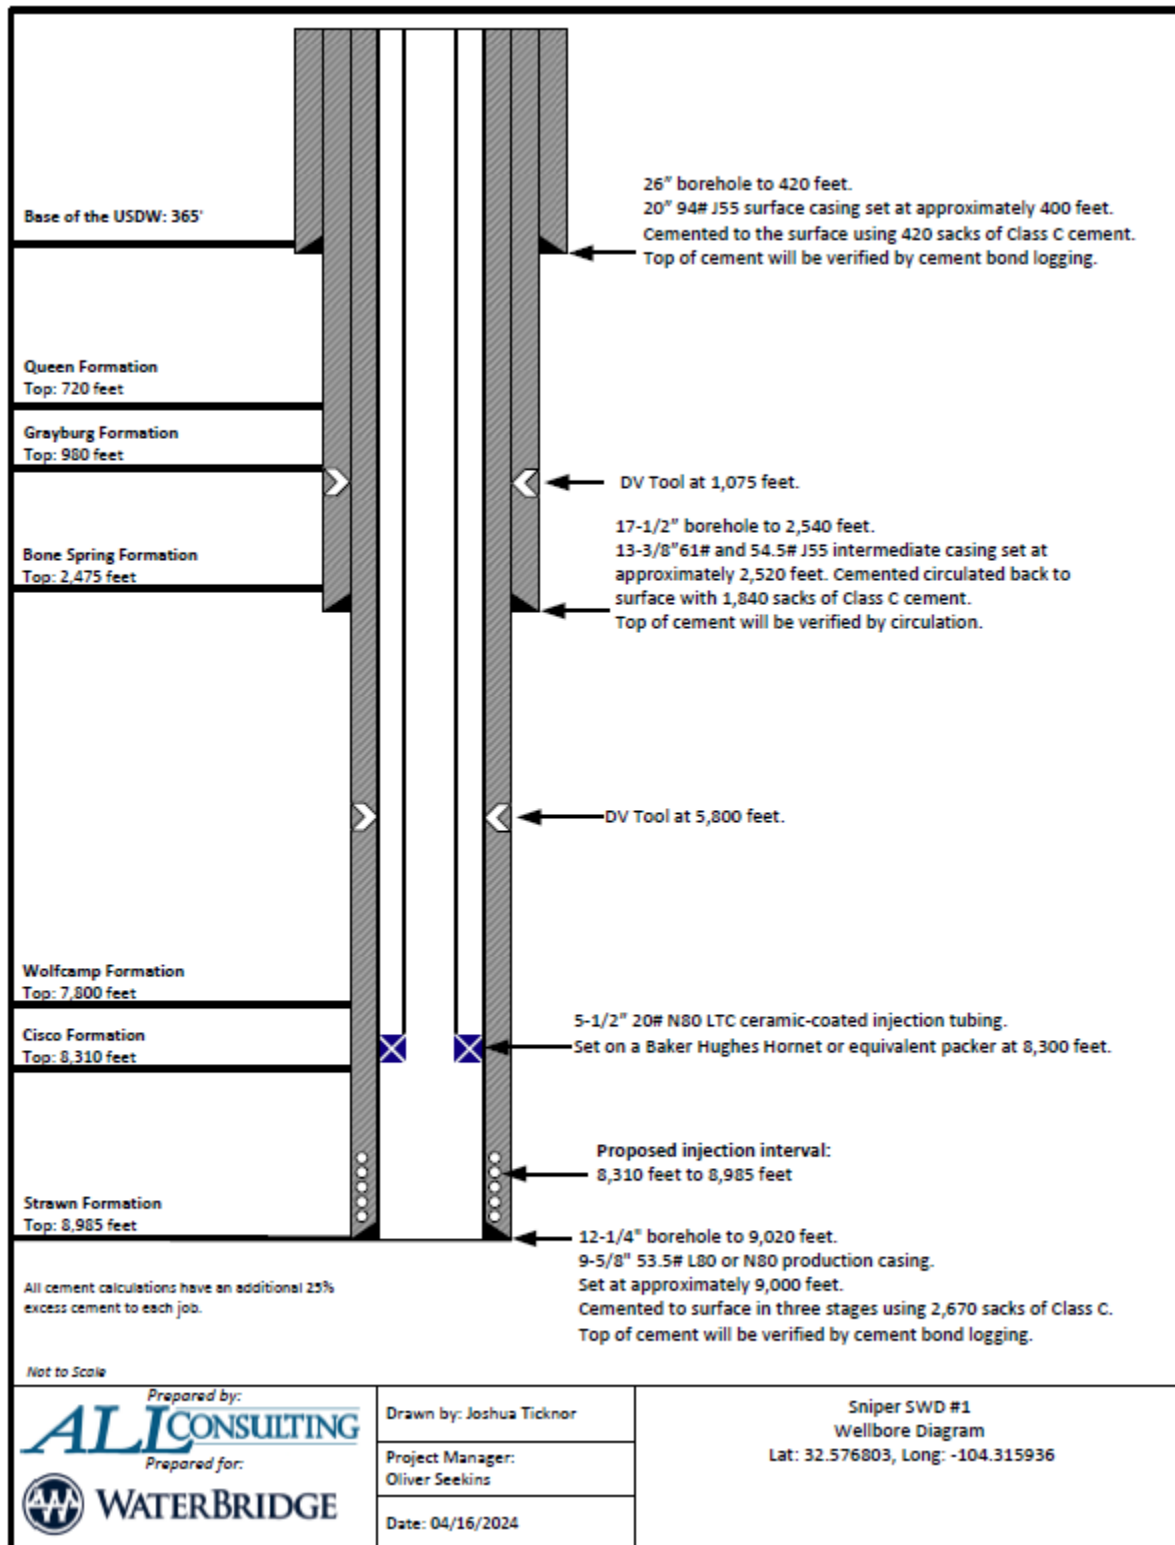 Base of the USDW: 365'
26" borehole to 420 feet.
20" 94# J55 surface casing set at approximately 400 feet.
Cemented to the surface using 420 sacks of Class C cement.
Top of cement will be verified by cement bond logging.
Queen Formation
Top: 720 feet
Grayburg Formation
Top: 980 feet
DV Tool at 1,075 feet.
17-1/2" borehole to 2,540 feet.
13-3/8"61# and 54.5# J55 intermediate casing set at
approximately 2,520 feet. Cemented circulated back to
surface with 1,840 sacks of Class C cement.
Top of cement will be verified by circulation.
Bone Spring Formation
Top: 2,475 feet
DV Tool at 5,800 feet.
Wolfcamp Formation
Top: 7,800 feet
Cisco Formation
Top: 8,310 feet
5-1/2" 20# N80 LTC ceramic-coated injection tubing.
Set on a Baker Hughes Hornet or equivalent packer at 8,300 feet.
Proposed injection interval:
8,310 feet to 8,985 feet
Strawn Formation
Top: 8,985 feet
12-1/4" borehole to 9,020 feet.
9-5/8" 53.5# L80 or N80 production casing.
Set at approximately 9,000 feet.
Cemented to surface in three stages using 2,670 sacks of Class C.
Top of cement will be verified by cement bond logging.
All cement calculations have an additional 25%
excess cement to each job.
Not to Scale
Prepared by:
ALL CONSULTING
Prepared for:
WATERBRIDGE
Drawn by: Joshua Ticknor
Project Manager:
Oliver Seekins
Date: 04/16/2024
Sniper SWD #1
Wellbore Diagram
Lat: 32.576803, Long: -104.315936